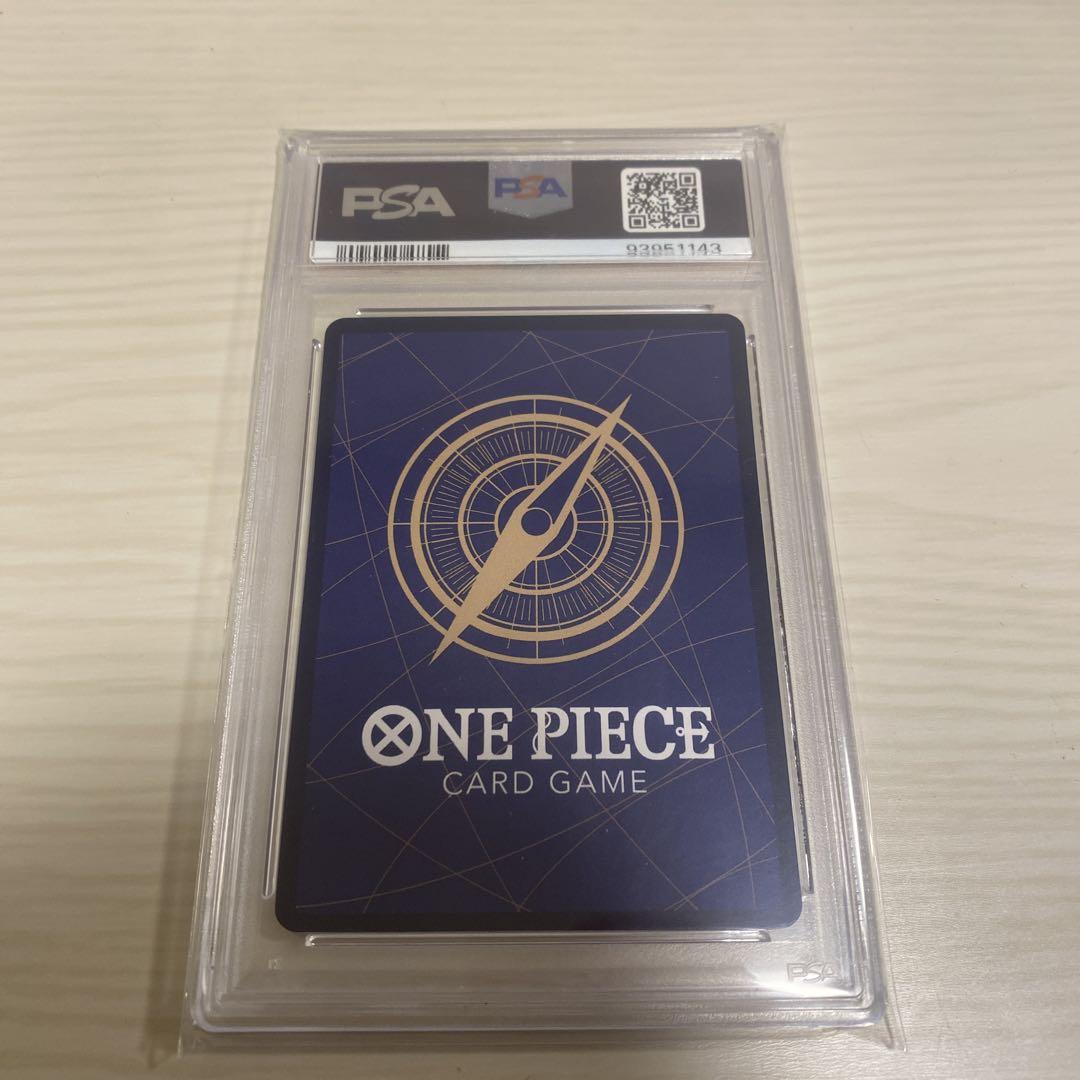 PSA
PSA
93951143
ONE PIECE
CARD GAME
PSA